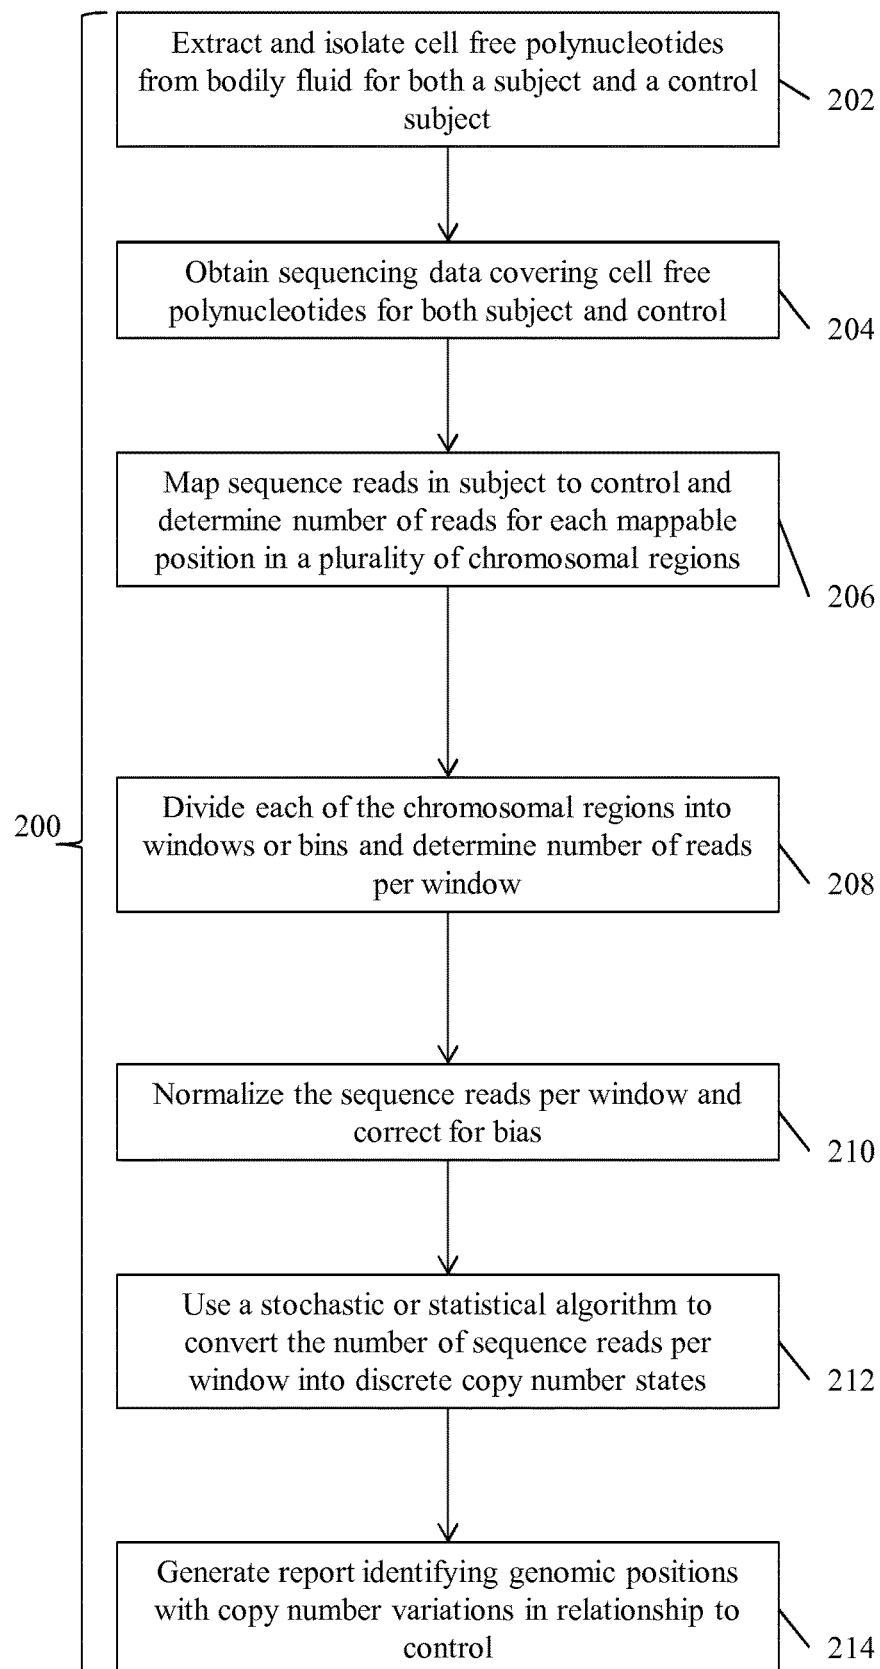 Extract and isolate cell free polynucleotides
from bodily fluid for both a subject and a control
subject
202
Obtain sequencing data covering cell free
polynucleotides for both subject and control
204
Map sequence reads in subject to control and
determine number of reads for each mappable
position in a plurality of chromosomal regions
206
200
Divide each of the chromosomal regions into
windows or bins and determine number of reads
per window
208
Normalize the sequence reads per window and
correct for bias
210
Use a stochastic or statistical algorithm to
convert the number of sequence reads per
window into discrete copy number states
212
Generate report identifying genomic positions
with copy number variations in relationship to
control
214